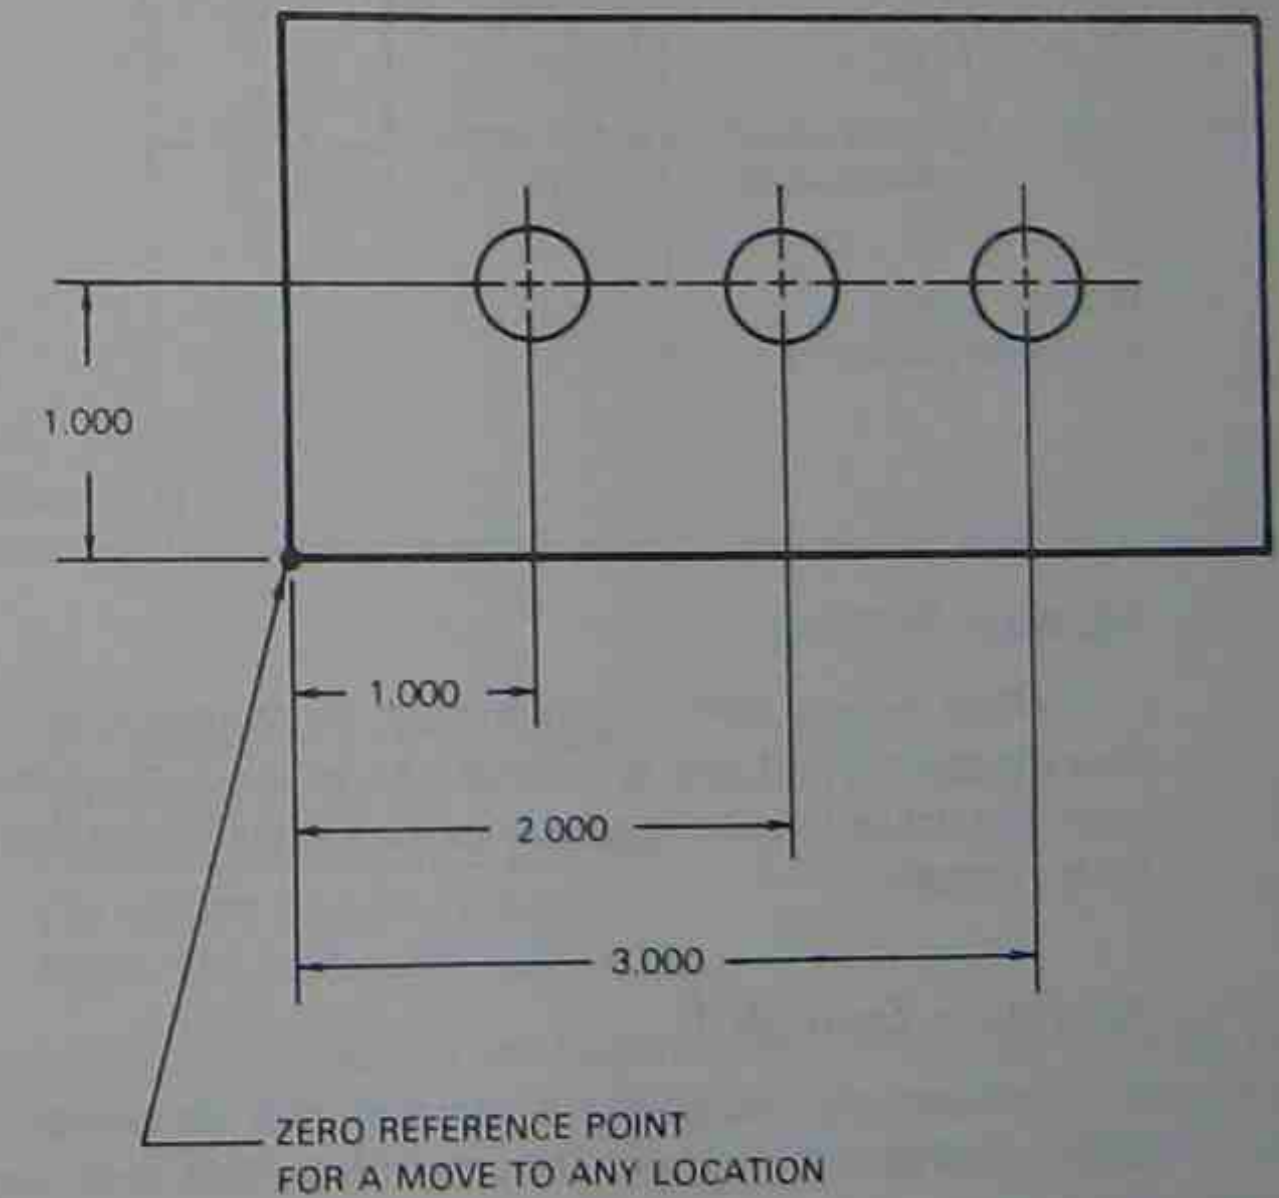 1.000
1.000
2.000
3.000
ZERO REFERENCE POINT
FOR A MOVE TO ANY LOCATION